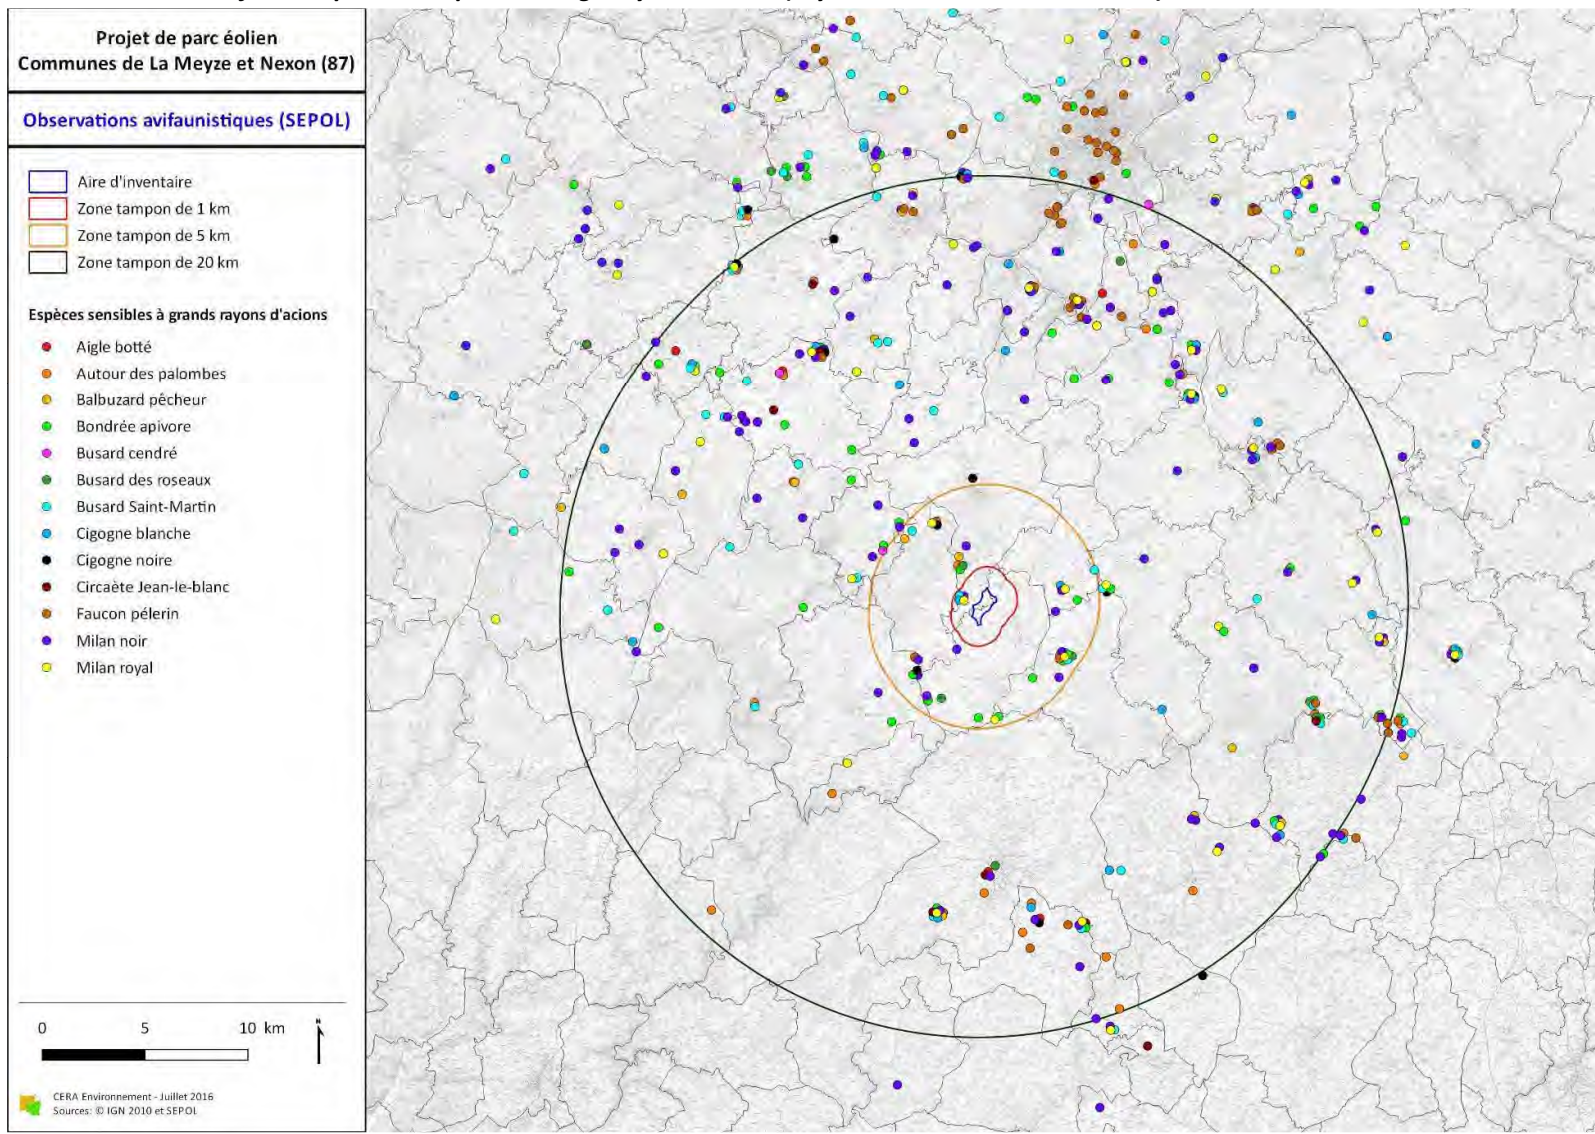 Projet de parc éolien
Communes de La Meyze et Nexon (87)
Observations avifaunistiques (SEPOL)
Aire d'inventaire
Zone tampon de 1 km
Zone tampon de 5 km
Zone tampon de 20 km
Espèces sensibles à grands rayons d'acions
Aigle botté
Autour des palombes
Balbuzard pêcheur
Bondrée apivore
Busard cendré
Busard des roseaux
Busard Saint-Martin
Cigogne blanche
Cigogne noire
Circaète Jean-le-blanc
Faucon pélerin
Milan noir
Milan royal
0 5 10 km
N
CERA Environnement - Juillet 2016
Sources: © IGN 2010 et SEPOL